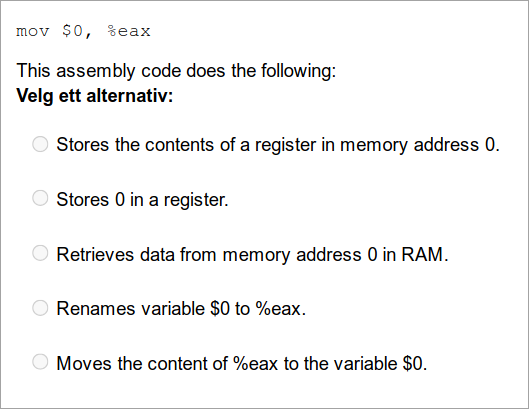 mov $0, %eax
This assembly code does the following:
Velg ett alternativ:
Stores the contents of a register in memory address 0.
Stores 0 in a register.
Retrieves data from memory address 0 in RAM.
Renames variable $0 to %eax.
Moves the content of %eax to the variable $0.